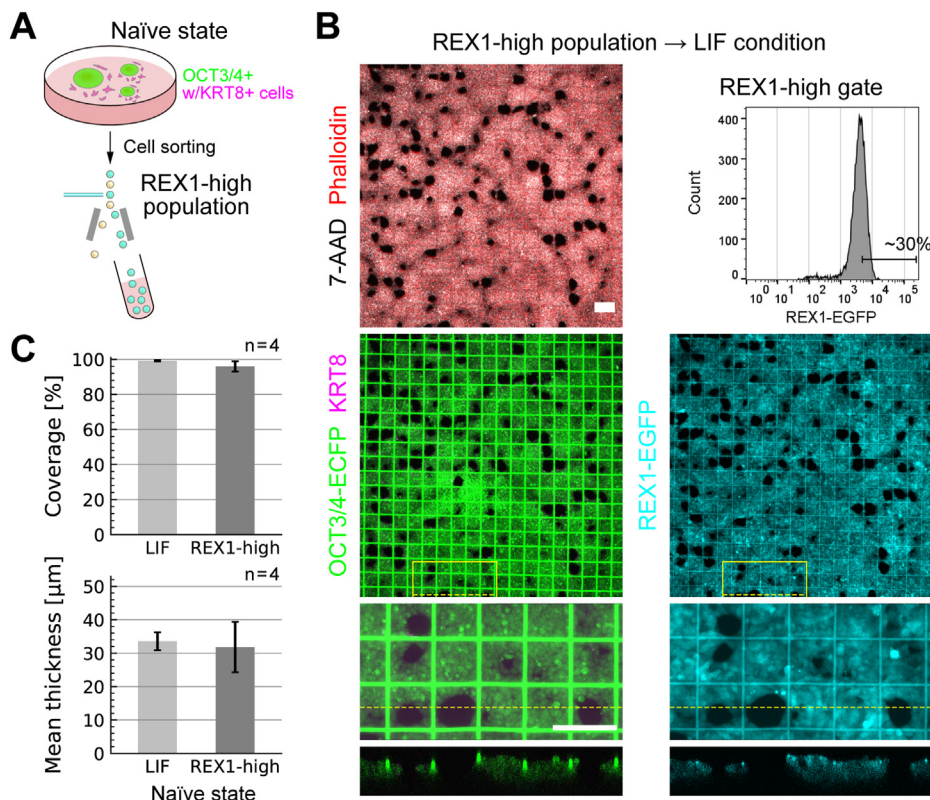 A
Naïve state
OCT3/4+
w/KRT8+ cells
Cell sorting
REX1-high
population
B
REX1-high population → LIF condition
7-AAD Phalloidin
REX1-high gate
Count
400
300
200
100
0
~30%
10⁰ 10¹ 10² 10³ 10⁴ 10⁵
REX1-EGFP
OCT3/4-ECFP KRT8
REX1-EGFP
C
n=4
Coverage [%]
100
80
60
40
20
0
LIF REX1-high
n=4
Mean thickness [µm]
50
40
30
20
10
0
LIF REX1-high
Naïve state